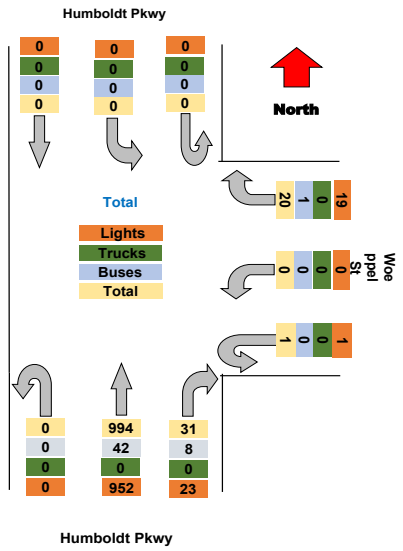 Humboldt Pkwy
0 0 0
0 0 0
0 0 0
0 0 0
North
20 1 0 19
Total
Lights
Trucks
Buses
Total
0 0 0 0
Woe
ppel
St
1 0 0 1
0 994 31
0 42 8
0 0 0
0 952 23
Humboldt Pkwy